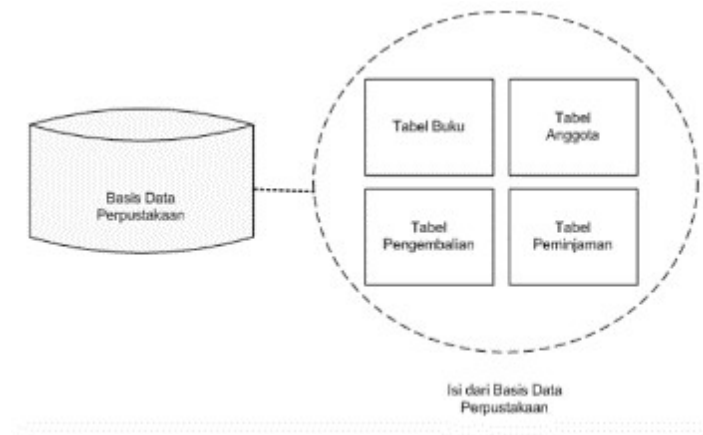 Basis Data
Perpustakaan
Tabel Buku
Tabel
Anggota
Tabel
Pengembalian
Tabel
Peminjaman
Isi dari Basis Data
Perpustakaan